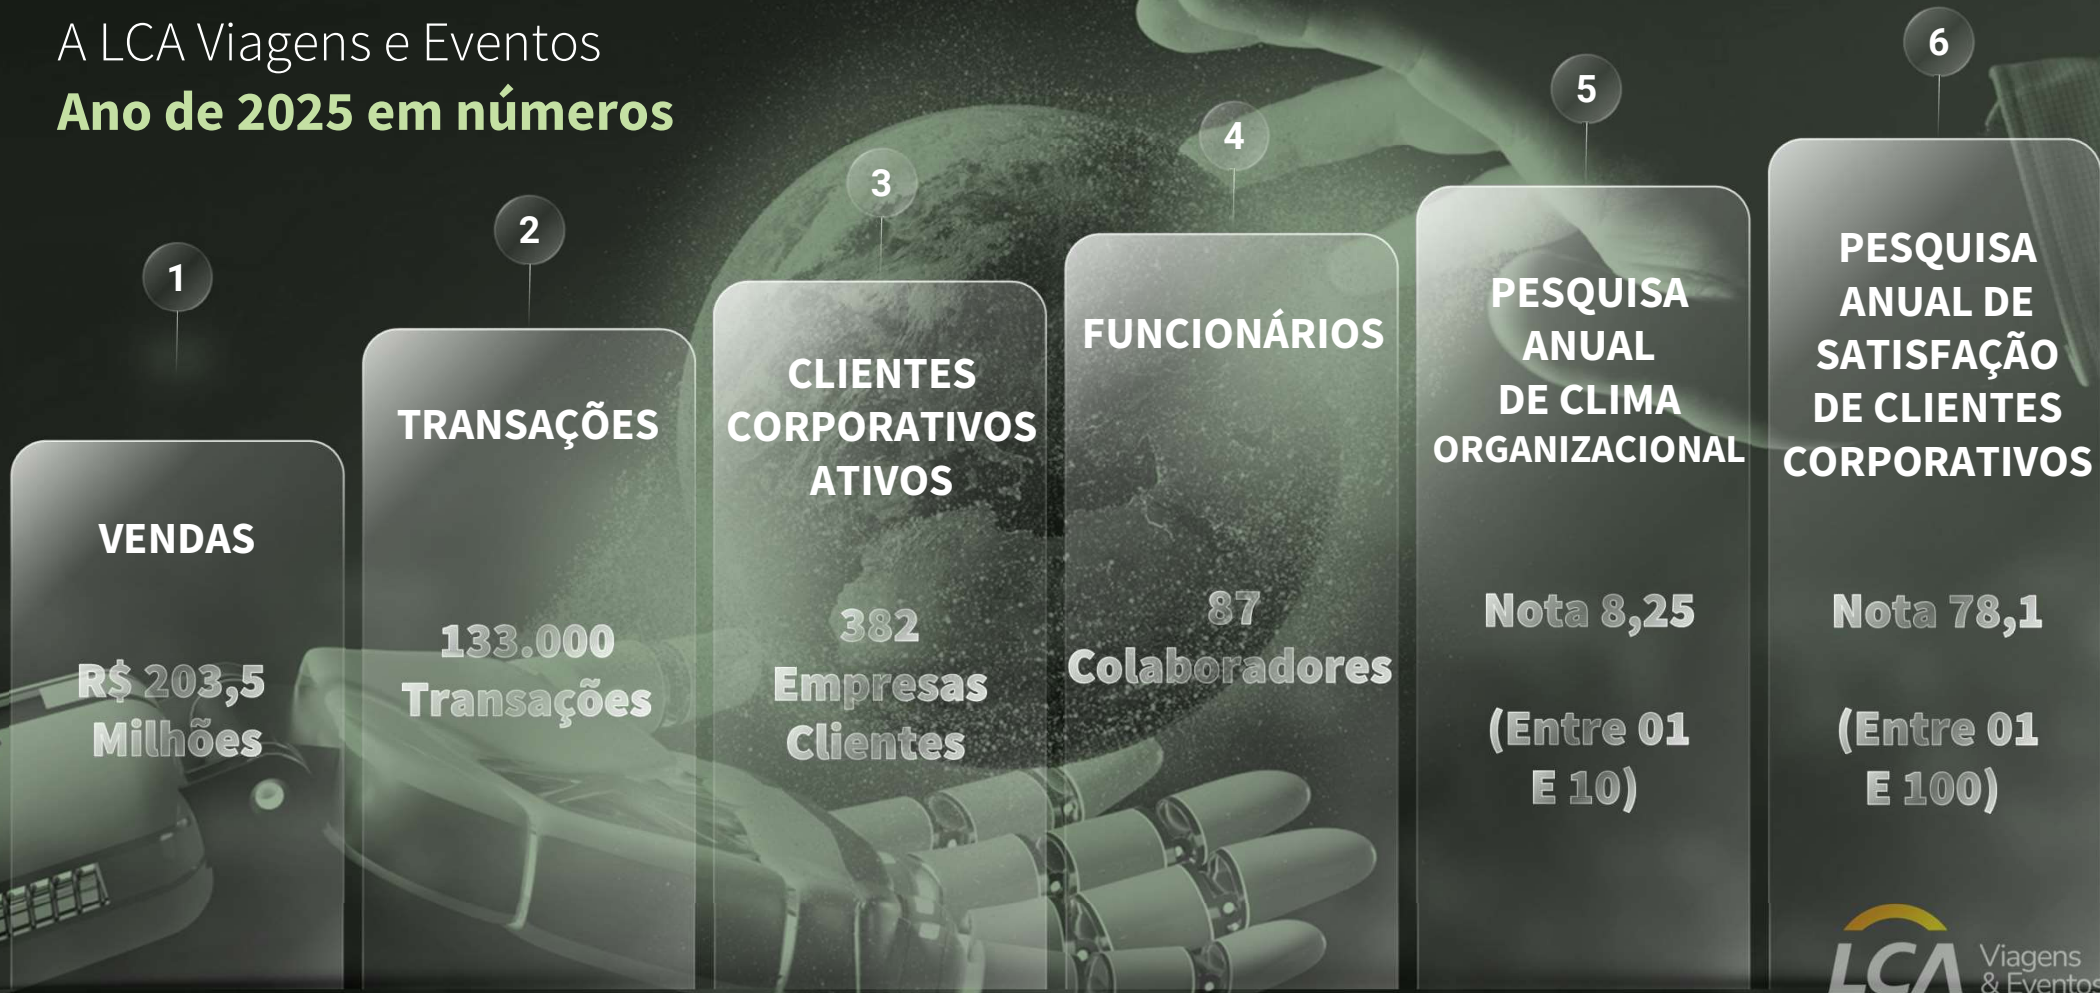 A LCA Viagens e Eventos
Ano de 2025 em números
1
VENDAS
R$ 203,5
Milhões
2
TRANSAÇÕES
133.000
Transações
3
CLIENTES
CORPORATIVOS
ATIVOS
382
Empresas
Clientes
4
FUNCIONÁRIOS
87
Colaboradores
5
PESQUISA
ANUAL
DE CLIMA
ORGANIZACIONAL
Nota 8,25
(Entre 01
E 10)
6
PESQUISA
ANUAL DE
SATISFAÇÃO
DE CLIENTES
CORPORATIVOS
Nota 78,1
(Entre 01
E 100)
LCA
Viagens
& Eventos